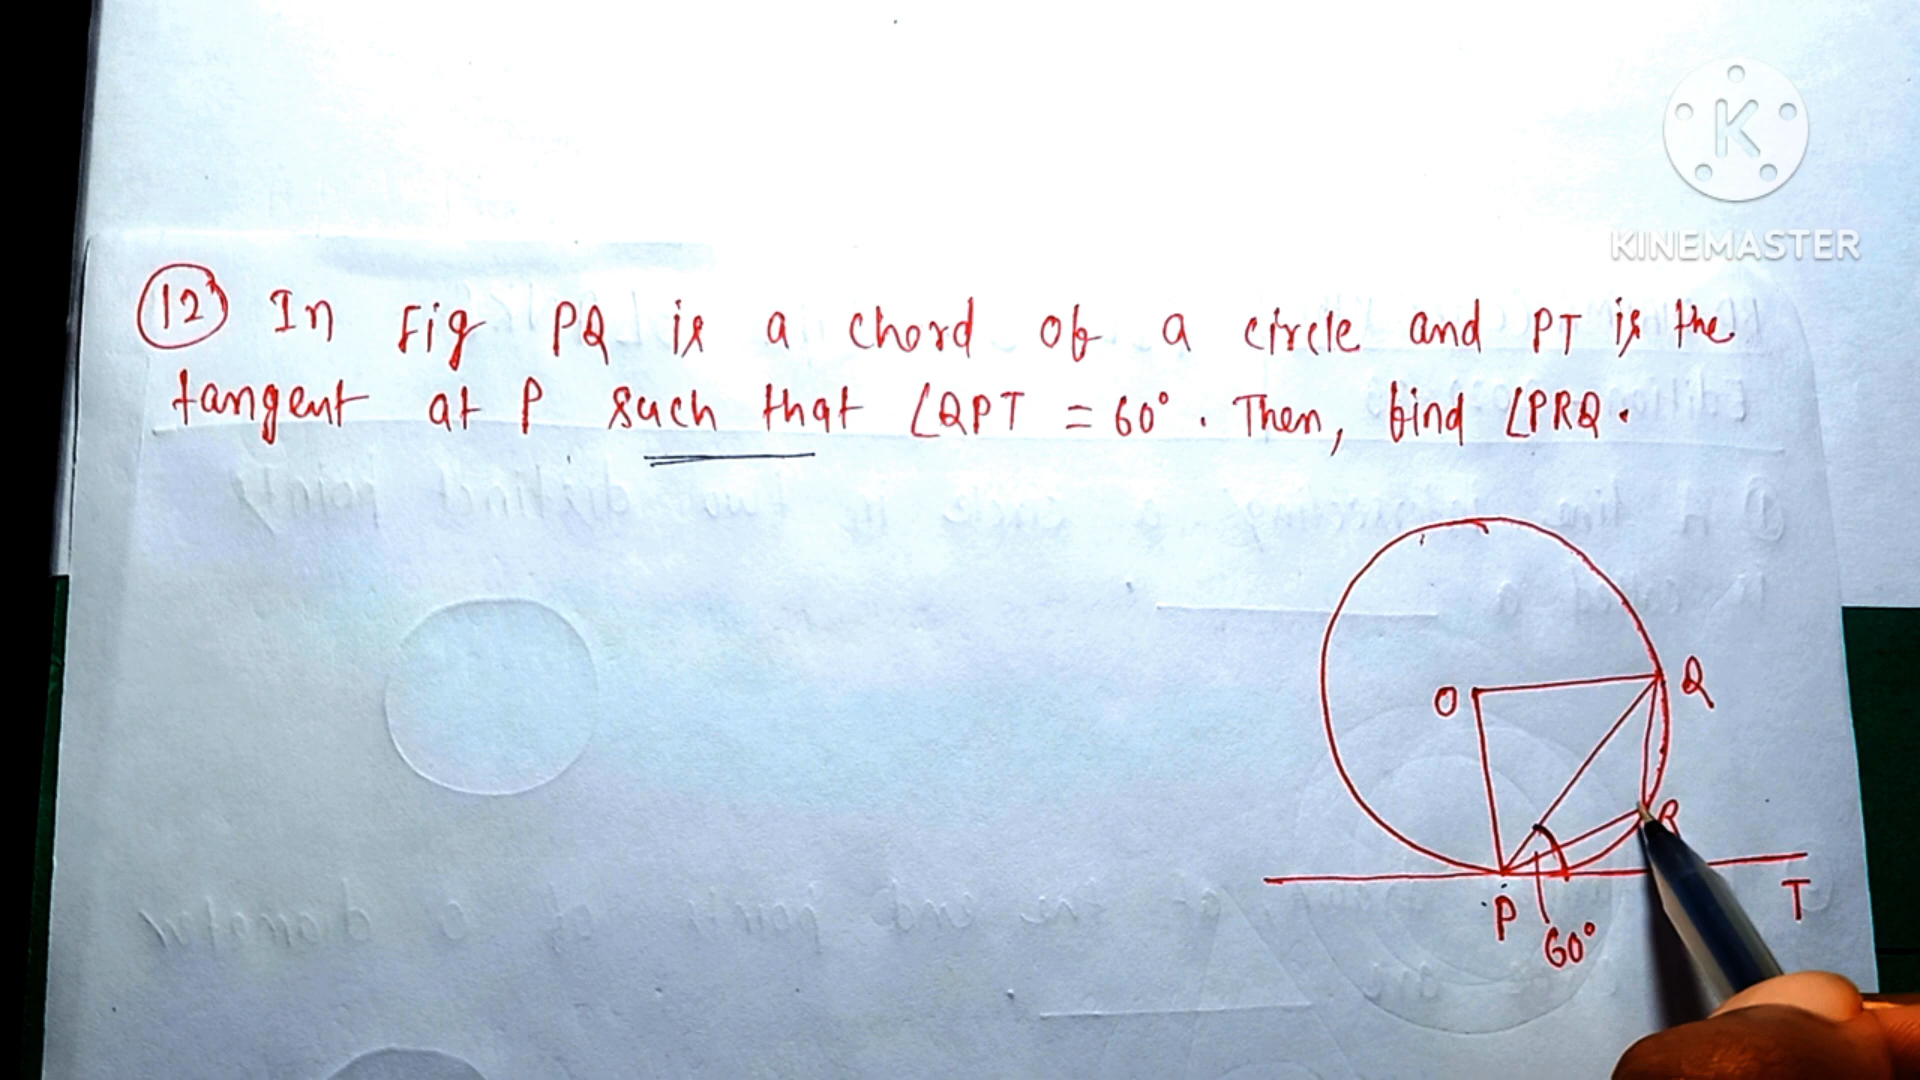 K
KINEMASTER
12 In Fig PQ is a chord of a circle and PT is the
tangent at P such that ∠QPT = 60°. Then, find ∠PRQ.
O
Q
R
P
T
60°